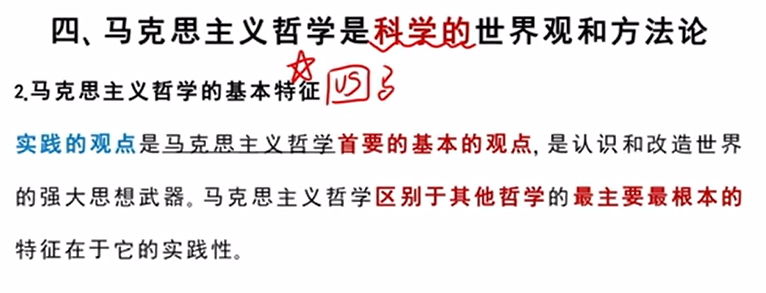 四、马克思主义哲学是科学的世界观和方法论
2.马克思主义哲学的基本特征 VS
实践的观点是马克思主义哲学首要的基本的观点, 是认识和改造世界
的强大思想武器。马克思主义哲学区别于其他哲学的最主要最根本的
特征在于它的实践性。